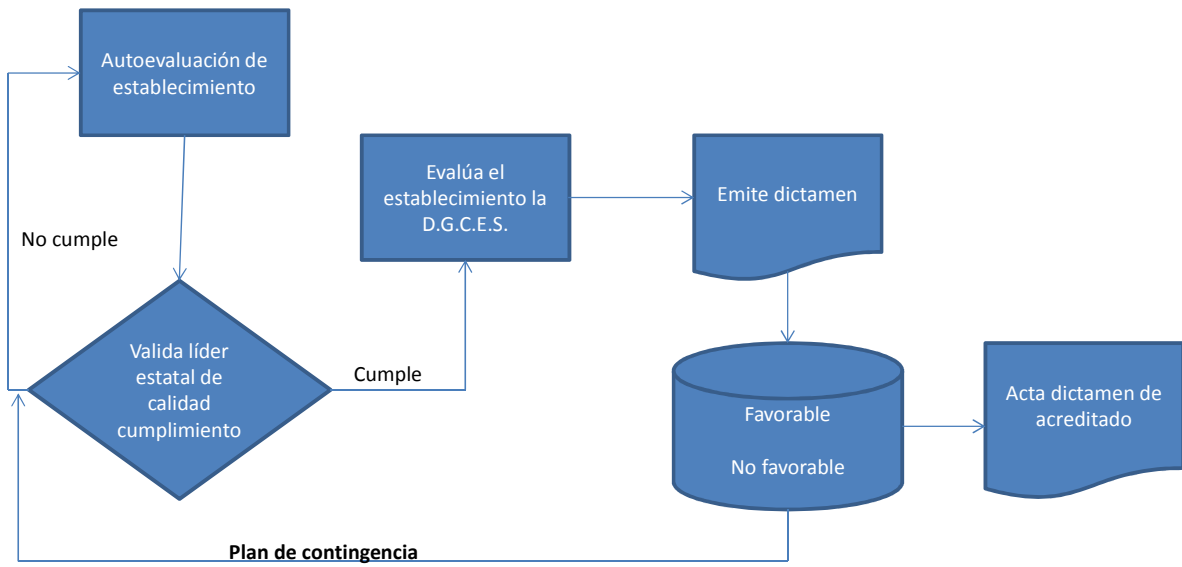 Autoevaluación de
establecimiento
No cumple
Valida líder
estatal de
calidad
cumplimiento
Cumple
Evalúa el
establecimiento la
D.G.C.E.S.
Emite dictamen
Favorable
No favorable
Acta dictamen de
acreditado
Plan de contingencia